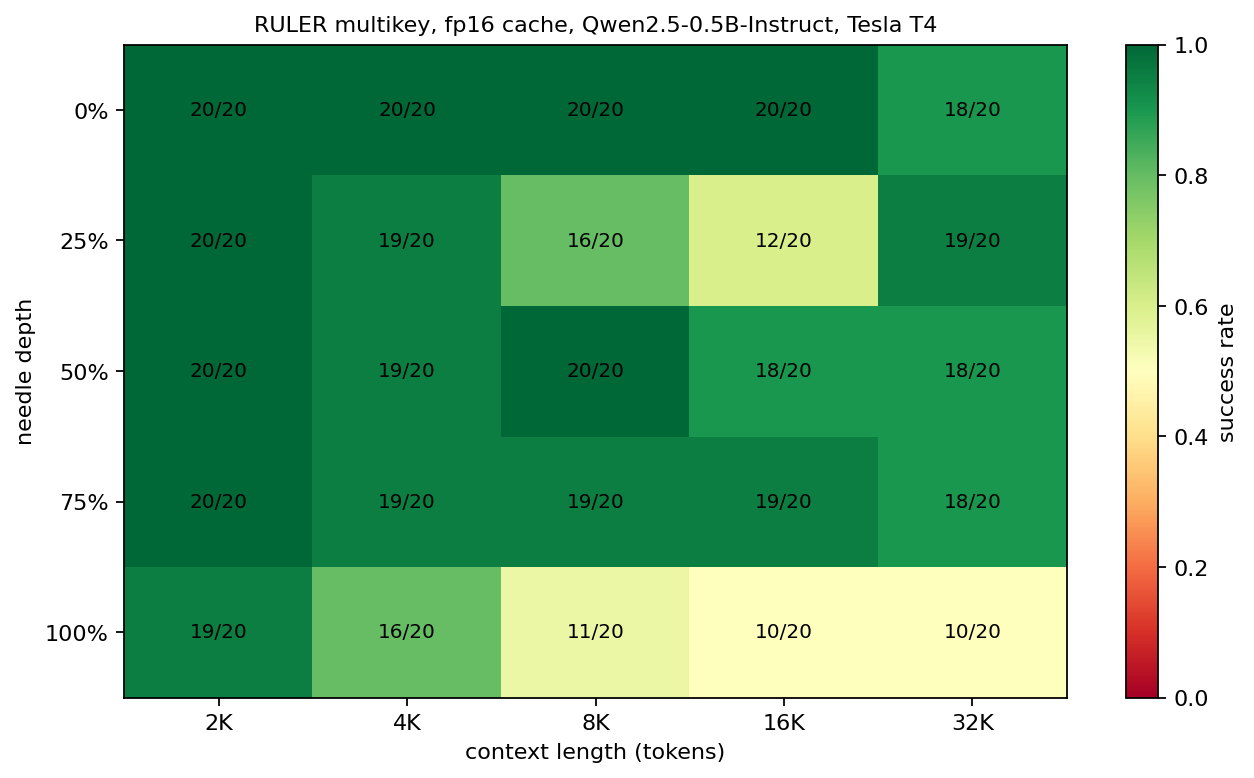 RULER multikey, fp16 cache, Qwen2.5-0.5B-Instruct, Tesla T4
needle depth
0% 20/20 20/20 20/20 20/20 18/20
25% 20/20 19/20 16/20 12/20 19/20
50% 20/20 19/20 20/20 18/20 18/20
75% 20/20 19/20 19/20 19/20 18/20
100% 19/20 16/20 11/20 10/20 10/20
2K 4K 8K 16K 32K
context length (tokens)
1.0
0.8
0.6
0.4
0.2
0.0
success rate